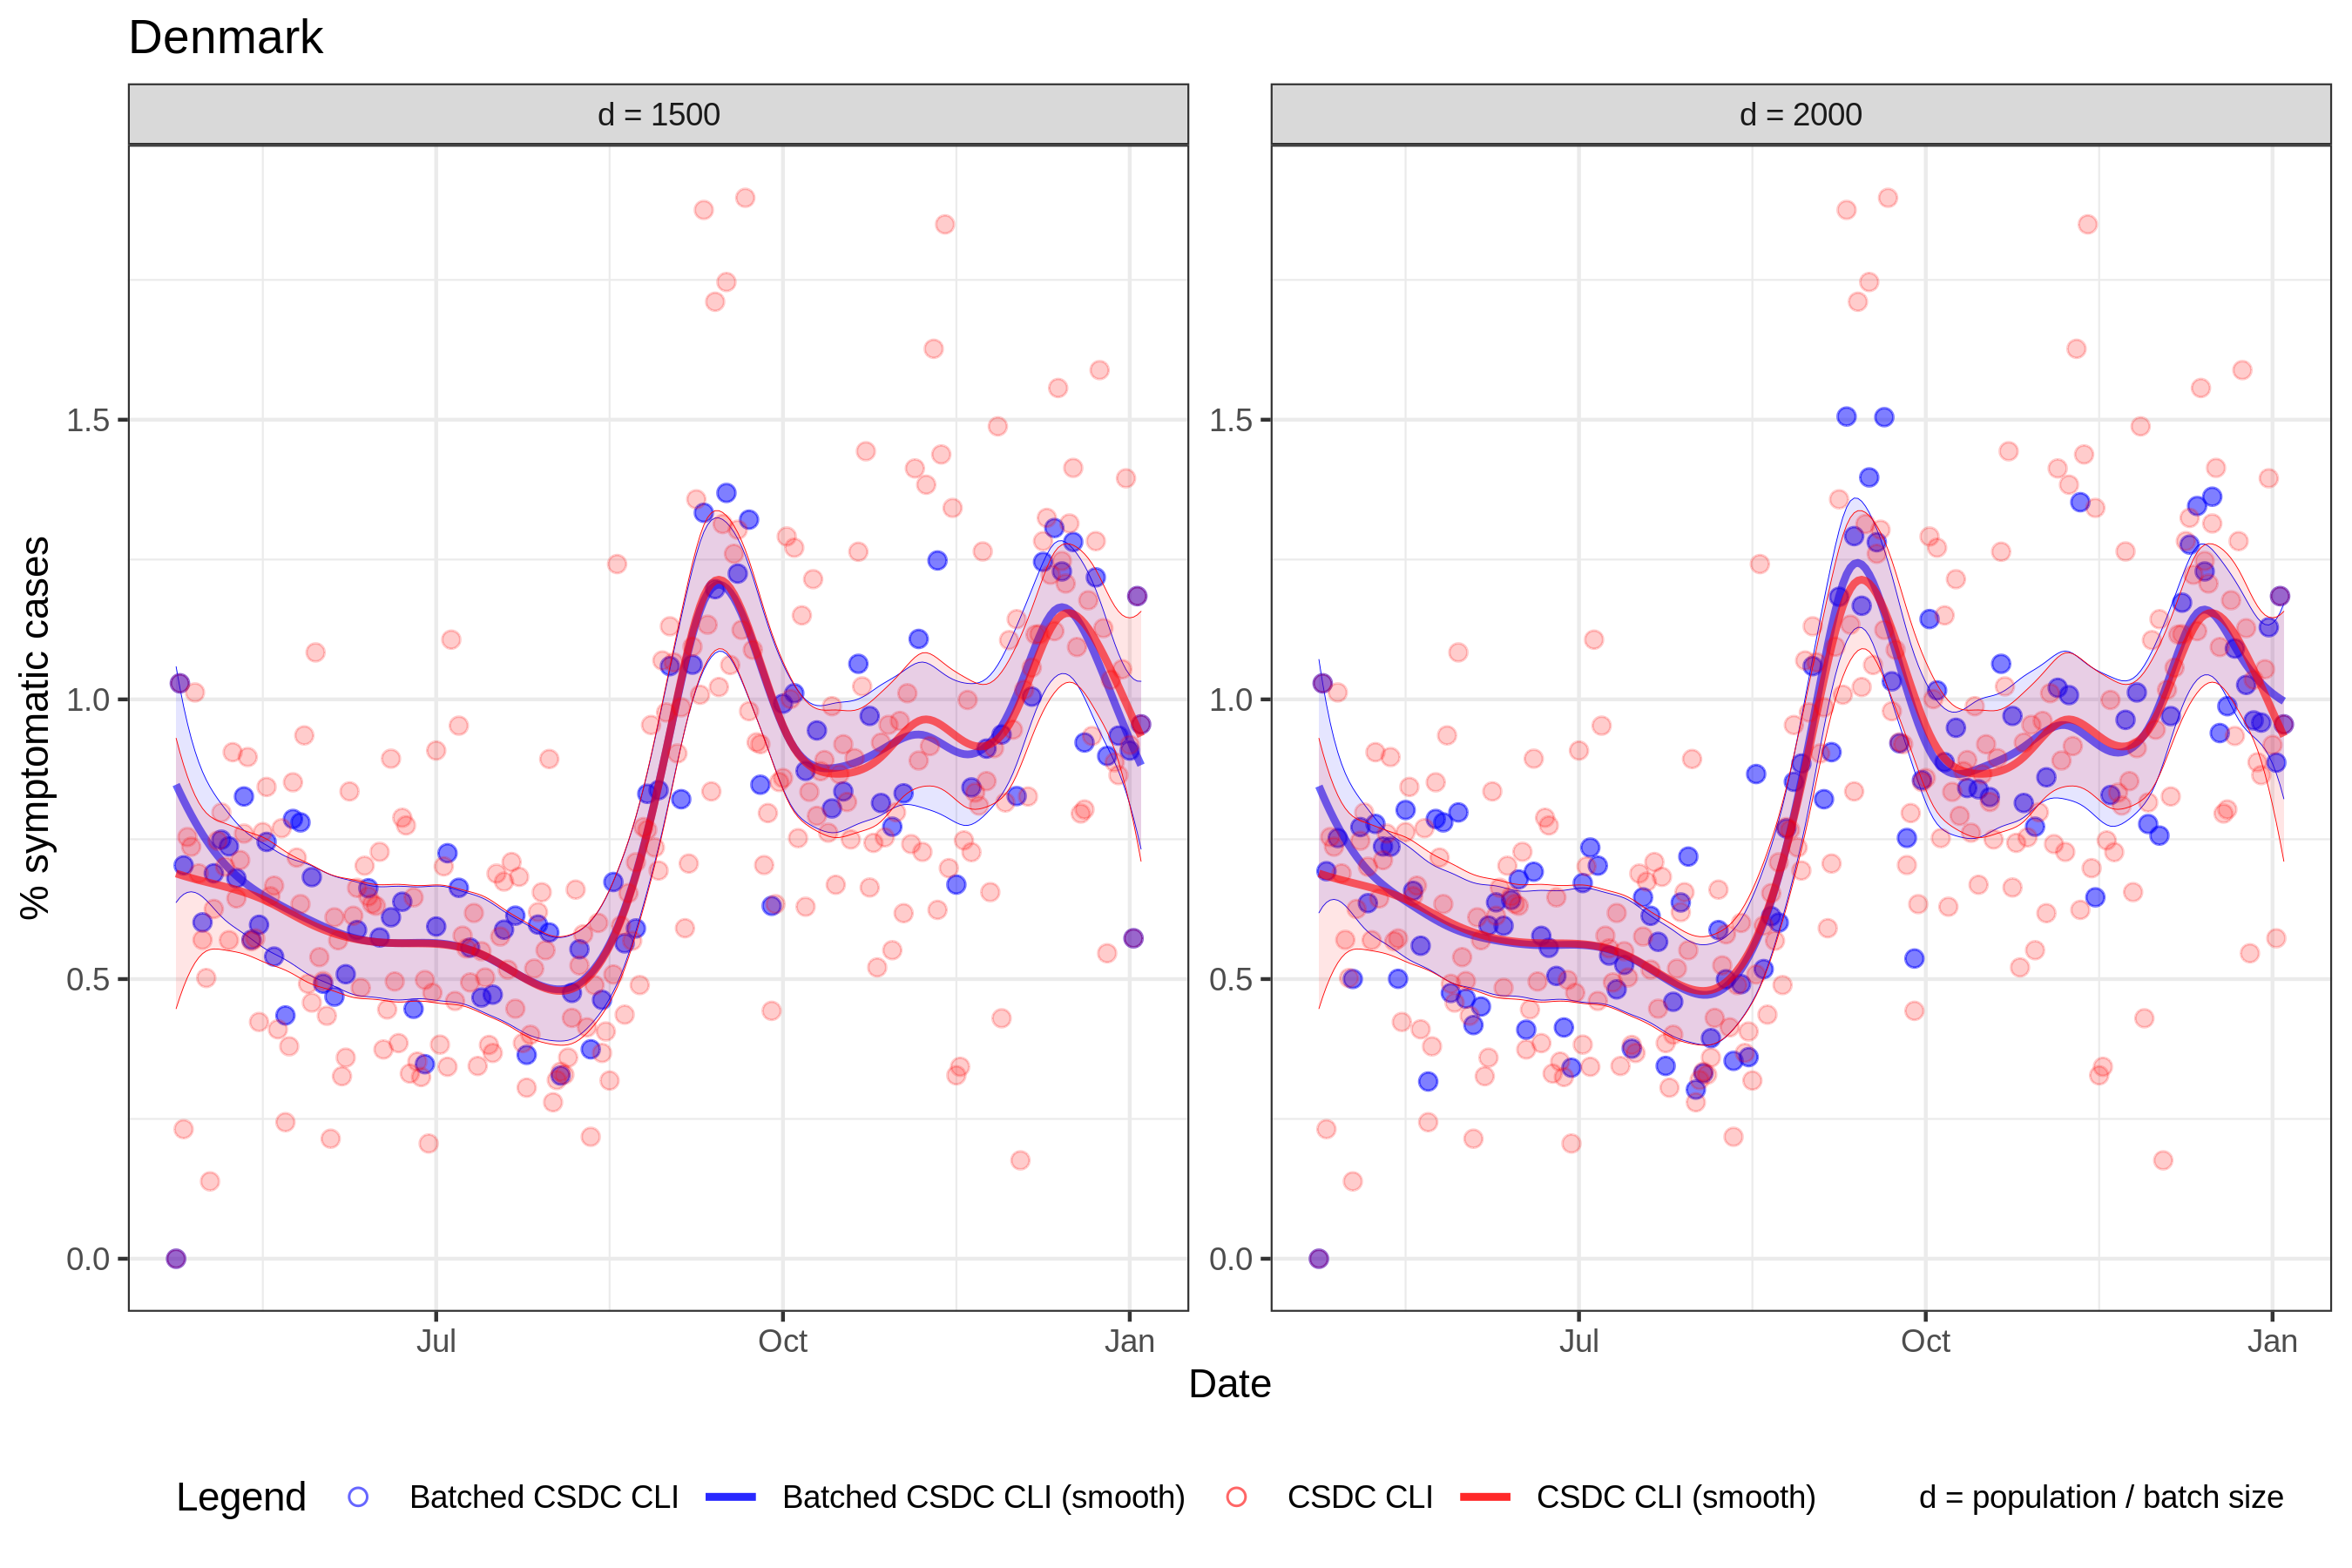 Denmark
d = 1500
d = 2000
% symptomatic cases
1.5
1.0
0.5
0.0
1.5
1.0
0.5
0.0
Jul
Oct
Jan
Jul
Oct
Jan
Date
Legend
Batched CSDC CLI
Batched CSDC CLI (smooth)
CSDC CLI
CSDC CLI (smooth)
d = population / batch size